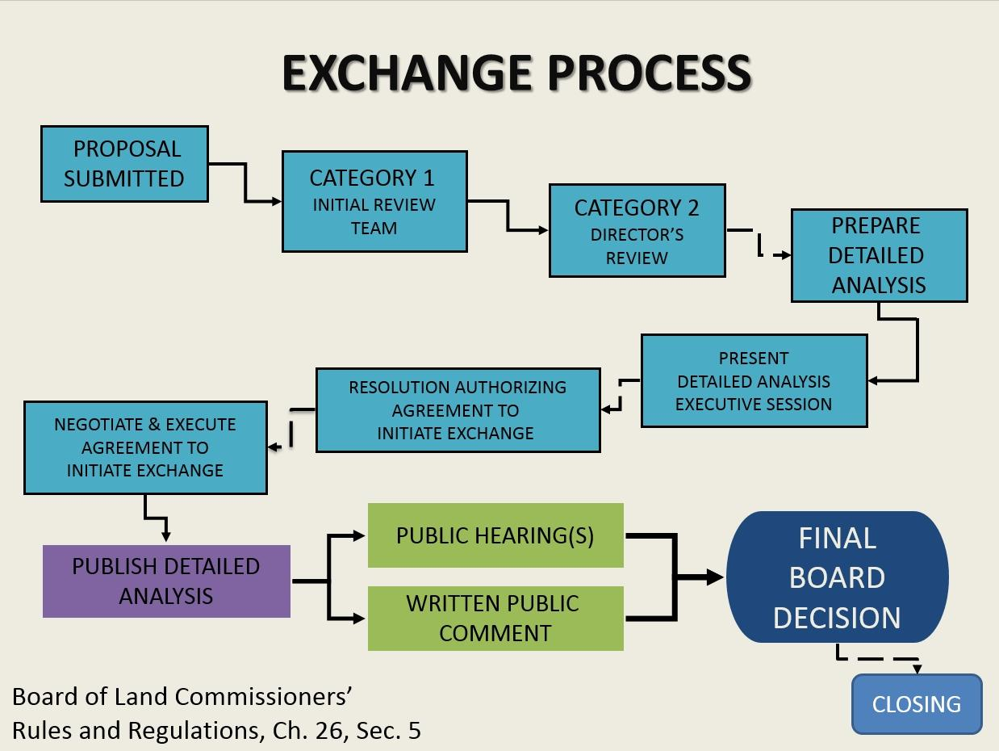 EXCHANGE PROCESS
PROPOSAL
SUBMITTED
CATEGORY 1
INITIAL REVIEW
TEAM
CATEGORY 2
DIRECTOR’S
REVIEW
PREPARE
DETAILED
ANALYSIS
PRESENT
DETAILED ANALYSIS
EXECUTIVE SESSION
RESOLUTION AUTHORIZING
AGREEMENT TO
INITIATE EXCHANGE
NEGOTIATE & EXECUTE
AGREEMENT TO
INITIATE EXCHANGE
PUBLISH DETAILED
ANALYSIS
PUBLIC HEARING(S)
WRITTEN PUBLIC
COMMENT
FINAL
BOARD
DECISION
CLOSING
Board of Land Commissioners’
Rules and Regulations, Ch. 26, Sec. 5